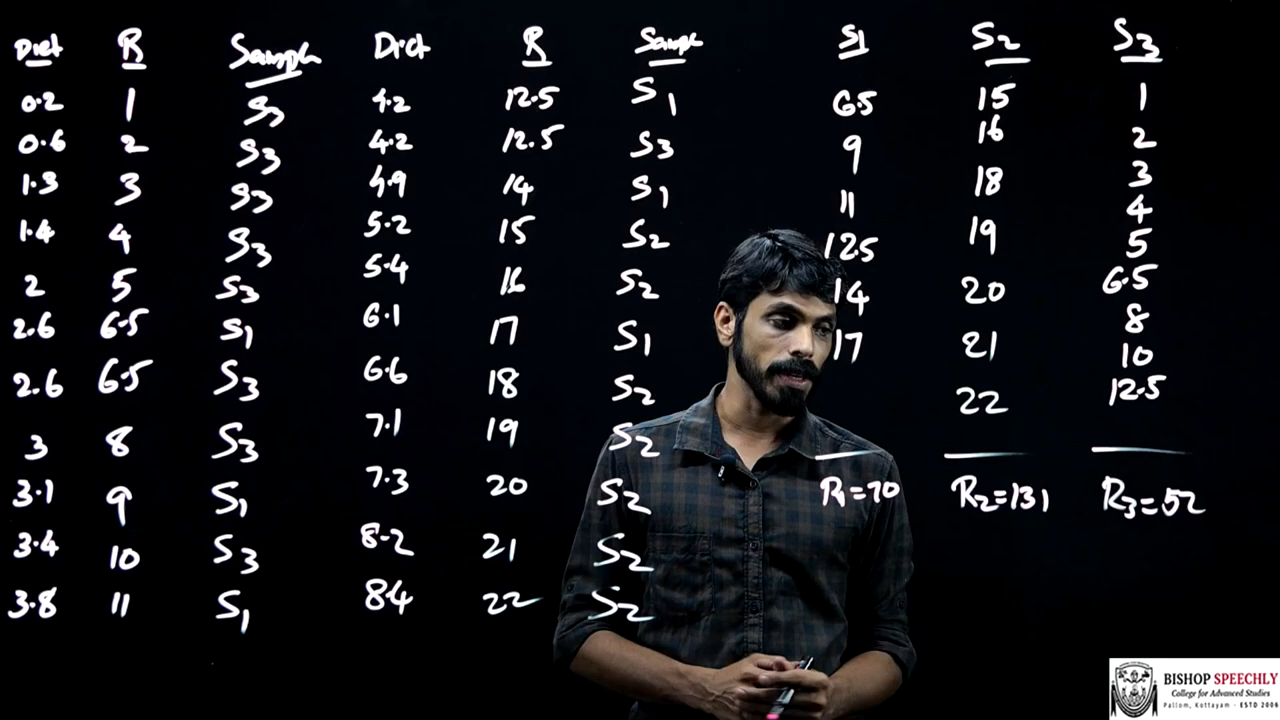 Diet R Sample Diet R Sample S1 S2 S3
0.2 1 S3 4.2 12.5 S1 6.5 15 1
0.6 2 S3 4.2 12.5 S3 9 16 2
1.3 3 S3 4.9 14 S1 11 18 3
1.4 4 S3 5.2 15 S2 12.5 19 4
2 5 S3 5.4 16 S2 14 20 5
2.6 6.5 S1 6.1 17 S1 17 21 6.5
2.6 6.5 S3 6.6 18 S2 22 8
3 8 S3 7.1 19 S2 10
3.1 9 S1 7.3 20 S2 12.5
3.4 10 S3 8.2 21 S2
3.8 11 S1 8.4 22 S2
R1=70 R2=131 R3=52
BISHOP SPEECHLY
College for Advanced Studies
Pallom, Kottayam - ESTD 2006